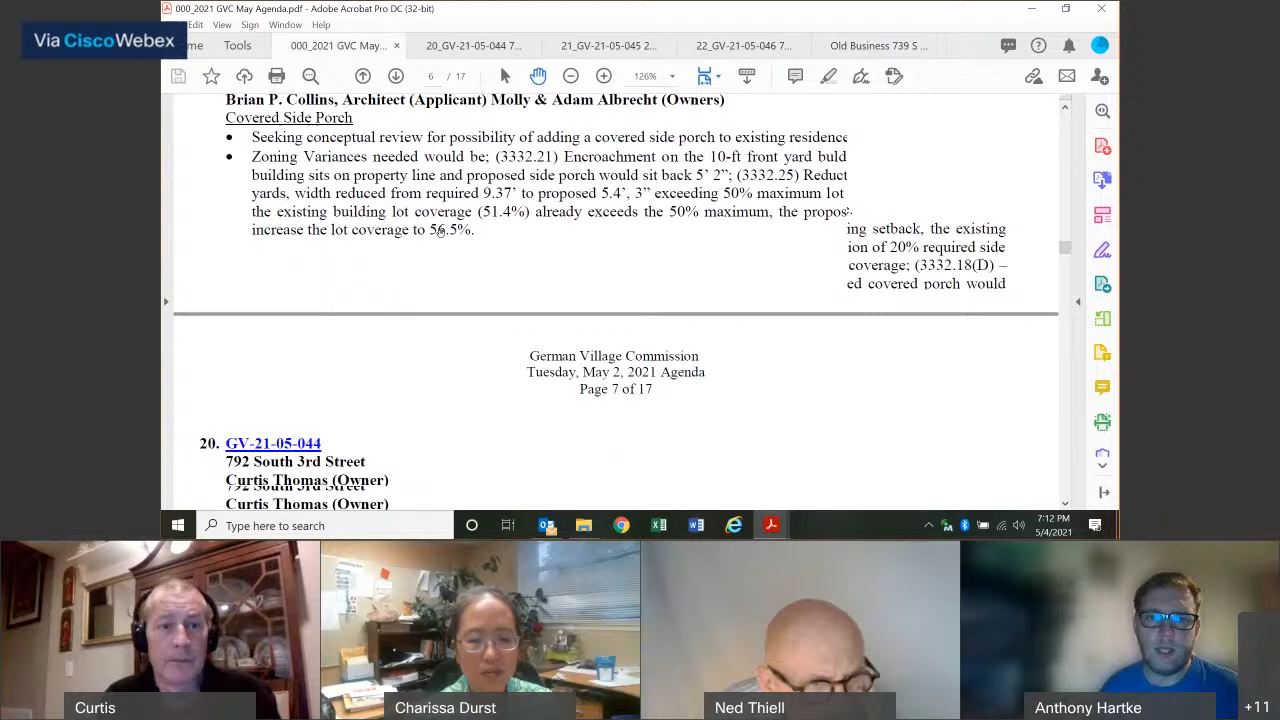 000_2021 GVC May Agenda.pdf - Adobe Acrobat Pro DC (32-bit)
Edit View Sign Window Help
Via Cisco Webex
me Tools 000_2021 GVC May... × 20_GV-21-05-044 7... 21_GV-21-05-045 2... 22_GV-21-05-046 7... Old Business 739 S ...
6 / 17 126%
Brian P. Collins, Architect (Applicant) Molly & Adam Albrecht (Owners)
Covered Side Porch
• Seeking conceptual review for possibility of adding a covered side porch to existing residence
• Zoning Variances needed would be; (3332.21) Encroachment on the 10-ft front yard buld
building sits on property line and proposed side porch would sit back 5' 2"; (3332.25) Reduct
yards, width reduced from required 9.37' to proposed 5.4', 3" exceeding 50% maximum lot
the existing building lot coverage (51.4%) already exceeds the 50% maximum, the propos
increase the lot coverage to 56.5%.
ing setback, the existing
ion of 20% required side
coverage; (3332.18(D) –
ed covered porch would
German Village Commission
Tuesday, May 2, 2021 Agenda
Page 7 of 17
20. GV-21-05-044
792 South 3rd Street
Curtis Thomas (Owner)
792 South 3rd Street
Curtis Thomas (Owner)
Type here to search
7:12 PM
5/4/2021
Curtis
Charissa Durst
Ned Thiell
Anthony Hartke
+11